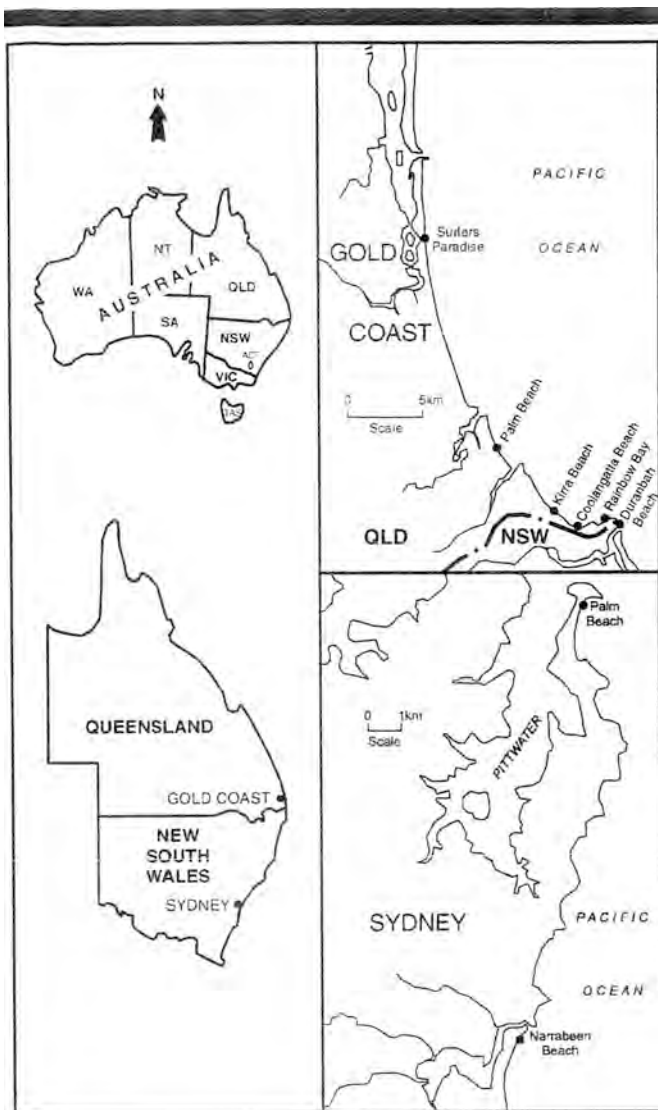 N
NT
WA
AUSTRALIA
QLD
SA
NSW
ACT
VIC
TAS
QUEENSLAND
GOLD COAST
NEW
SOUTH
WALES
SYDNEY
PACIFIC
OCEAN
Surfers
Paradise
GOLD
COAST
0 5km
Scale
Palm Beach
Kirra Beach
Coolangatta Beach
Rainbow Bay
Duranbah
Beach
QLD
NSW
Palm
Beach
0 1km
Scale
PITTWATER
SYDNEY
PACIFIC
OCEAN
Narrabeen
Beach